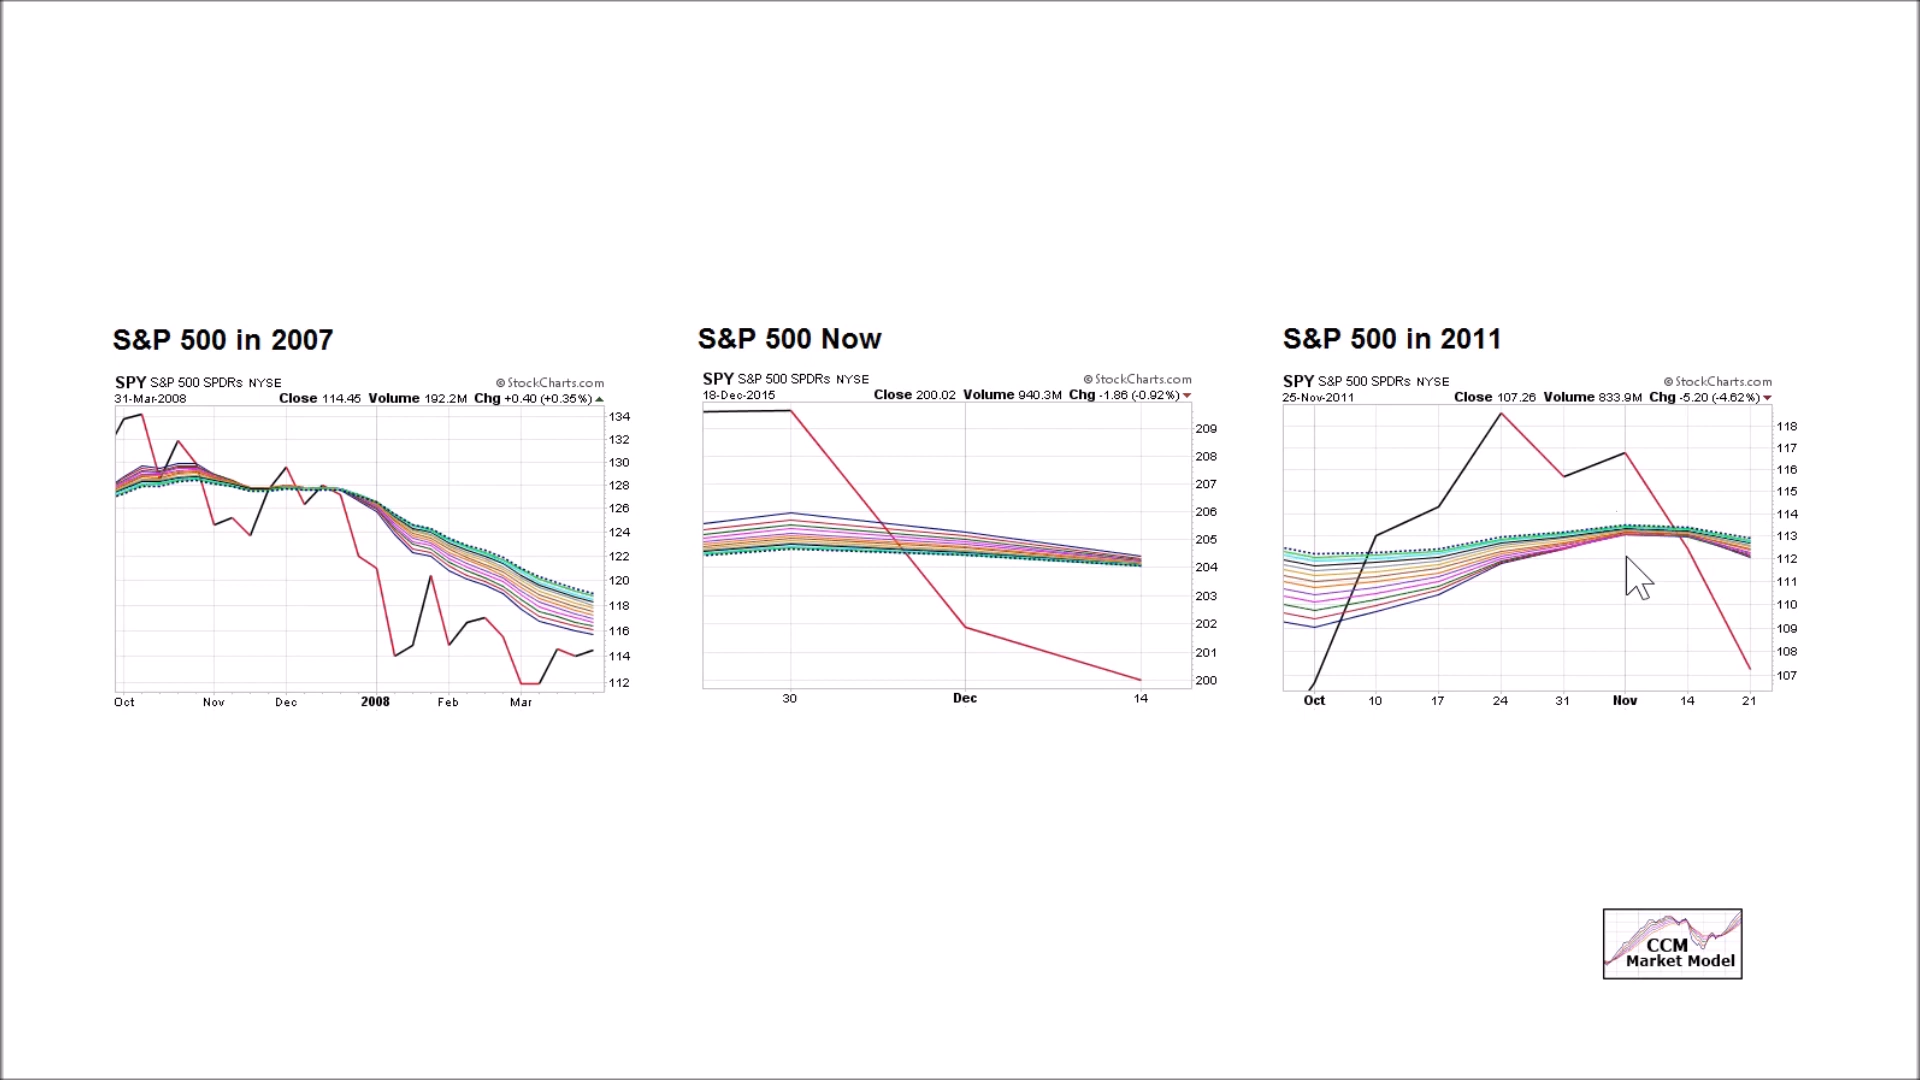 S&P 500 in 2007
SPY S&P 500 SPDRs NYSE
© StockCharts.com
31-Mar-2008
Close 114.45 Volume 192.2M Chg +0.40 (+0.35%)
134
132
130
128
126
124
122
120
118
116
114
112
Oct Nov Dec 2008 Feb Mar
S&P 500 Now
SPY S&P 500 SPDRs NYSE
© StockCharts.com
18-Dec-2015
Close 200.02 Volume 940.3M Chg -1.86 (-0.92%)
209
208
207
206
205
204
203
202
201
200
30 Dec 14
S&P 500 in 2011
SPY S&P 500 SPDRs NYSE
© StockCharts.com
25-Nov-2011
Close 107.26 Volume 833.9M Chg -5.20 (-4.62%)
118
117
116
115
114
113
112
111
110
109
108
107
Oct 10 17 24 31 Nov 14 21
CCM
Market Model